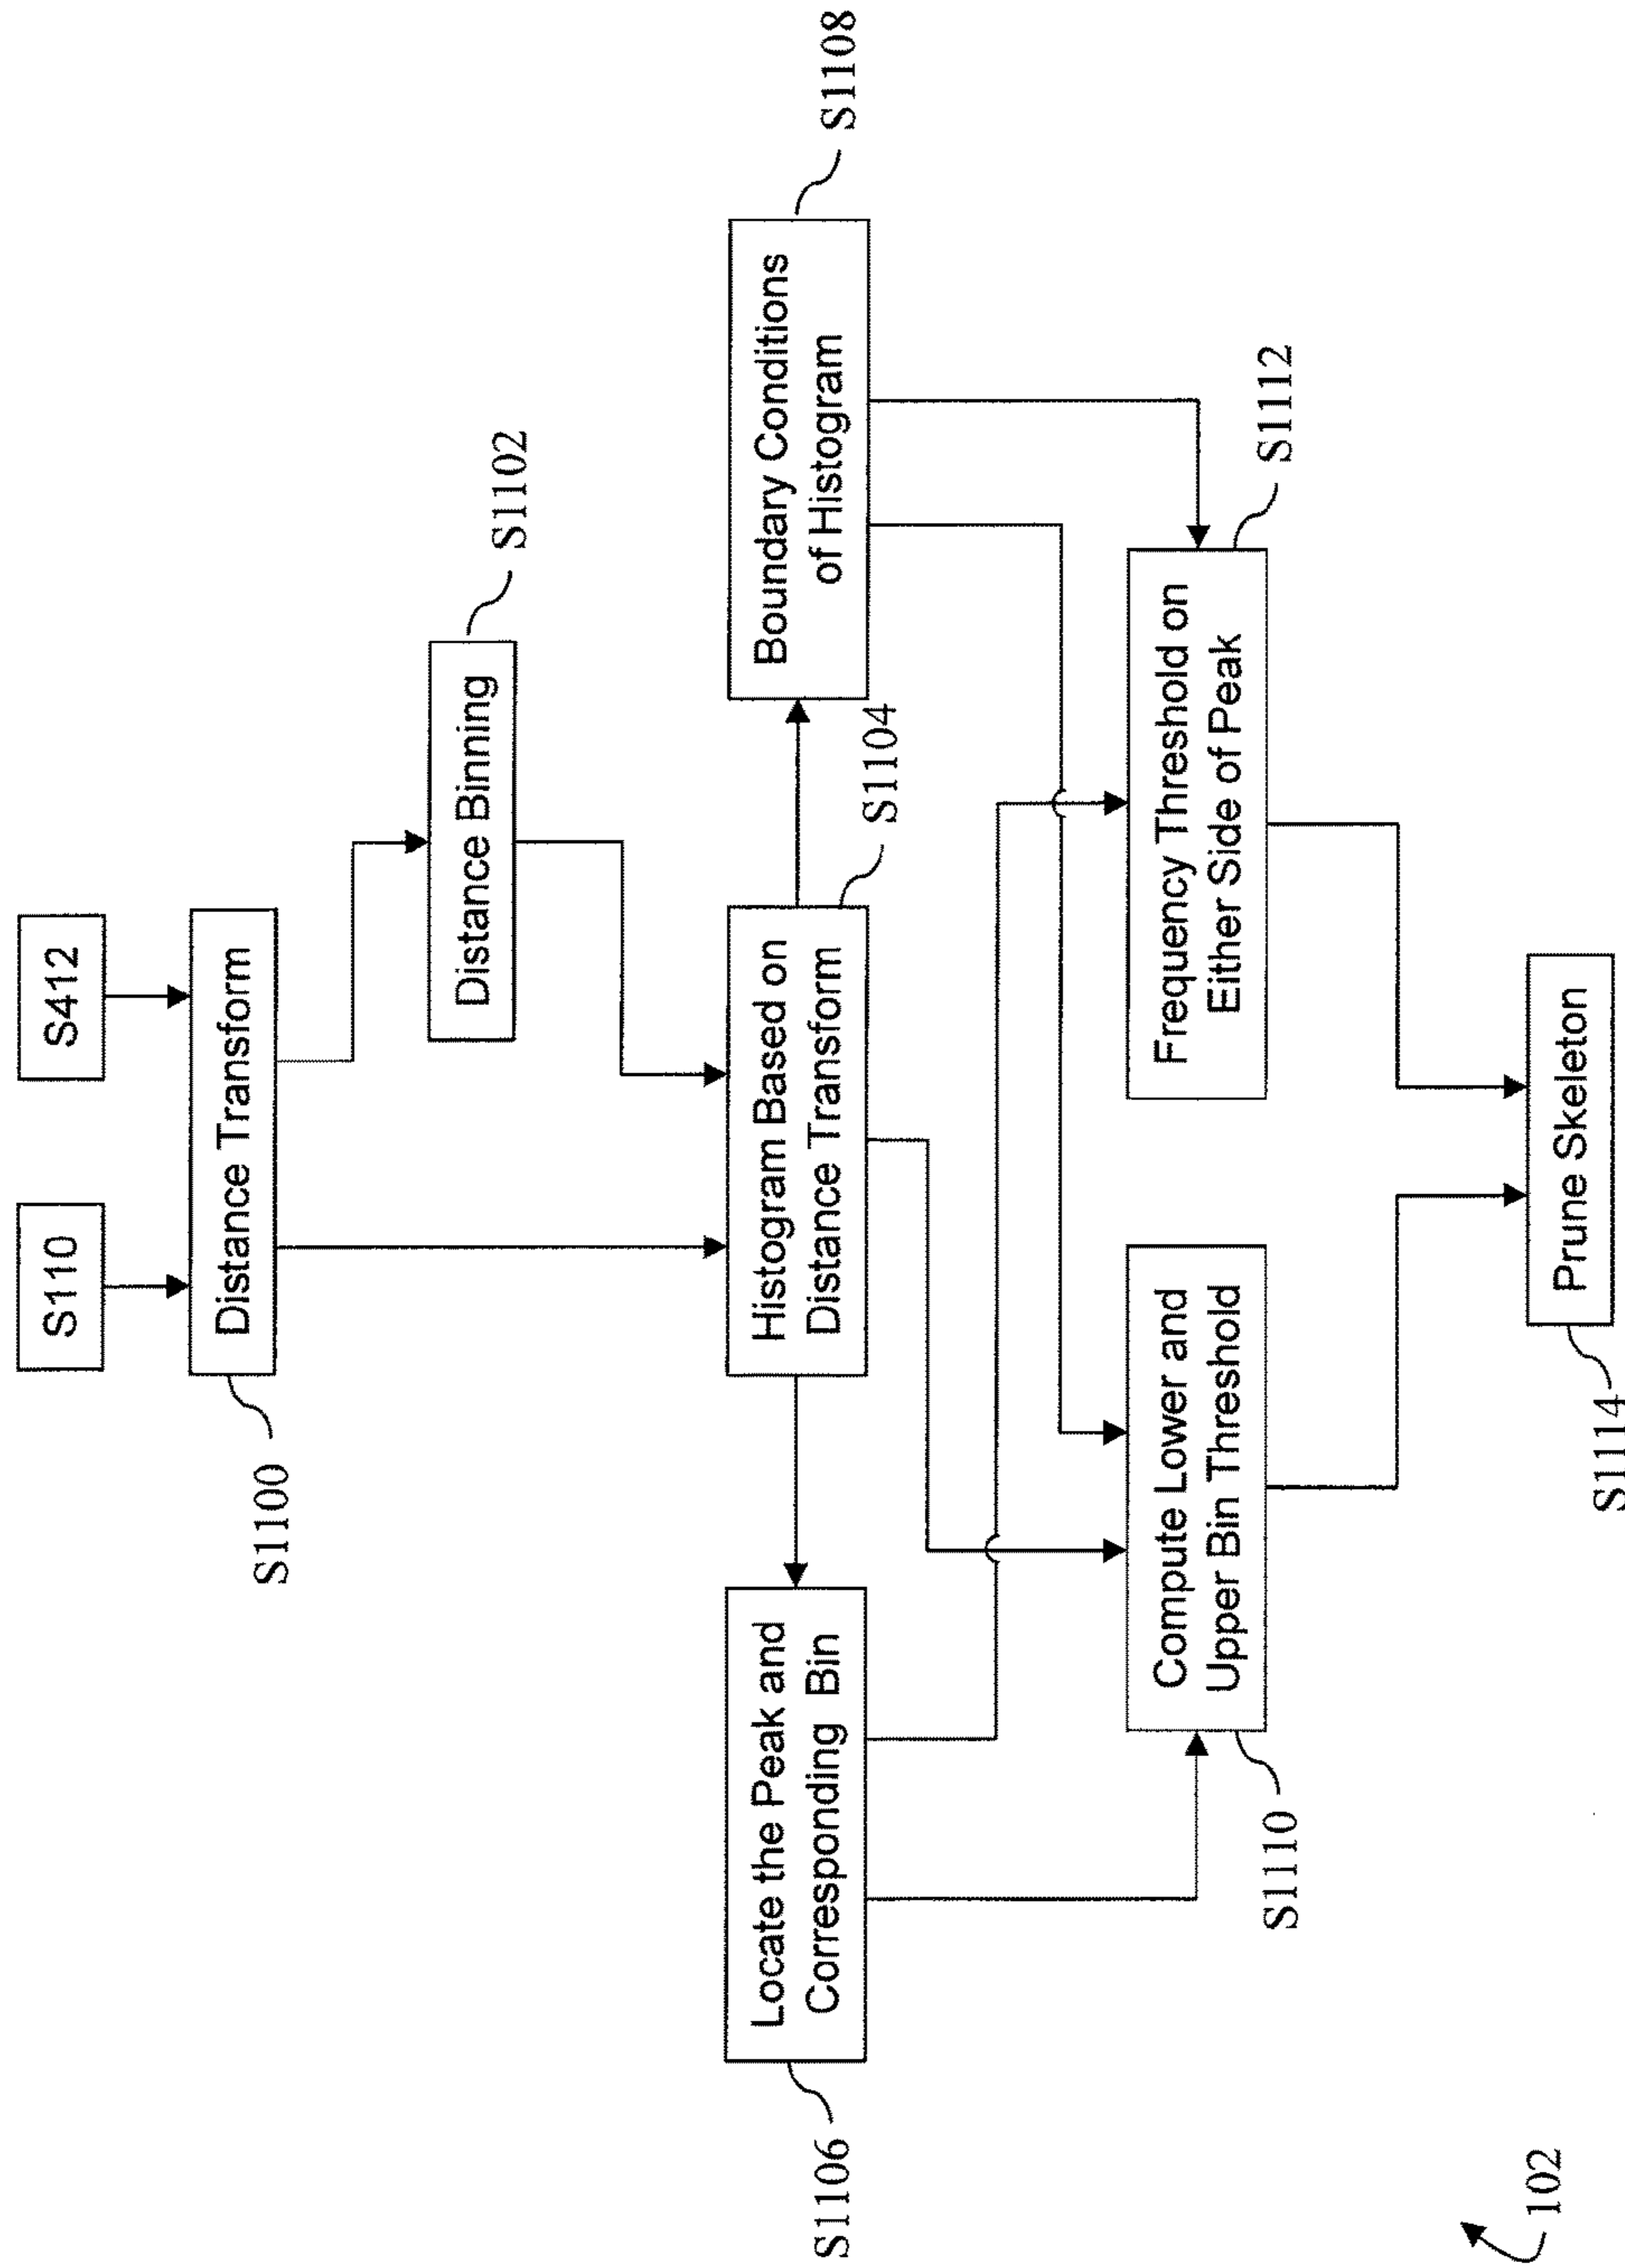 S110
S412
Distance Transform
S1100
Distance Binning
S1102
Histogram Based on
Distance Transform
S1104
Locate the Peak and
Corresponding Bin
S1106
Boundary Conditions
of Histogram
S1108
Compute Lower and
Upper Bin Threshold
S1110
Frequency Threshold on
Either Side of Peak
S1112
Prune Skeleton
S1114
102